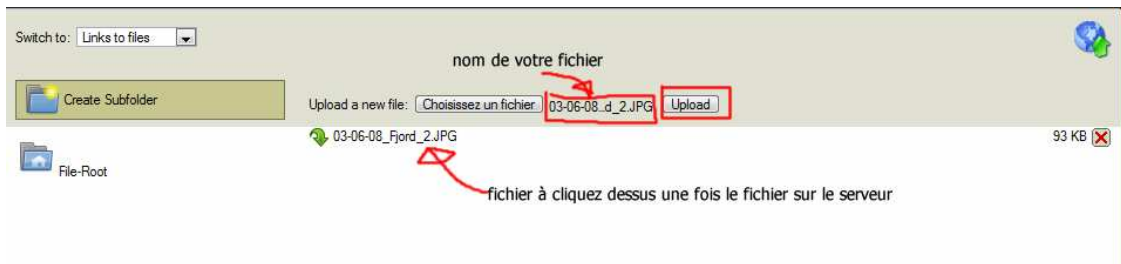 Switch to: Links to files
nom de votre fichier
Create Subfolder
Upload a new file: Choisissez un fichier 03-06-08...d_2.JPG Upload
03-06-08_Fjord_2.JPG 93 KB
File-Root
fichier à cliquez dessus une fois le fichier sur le serveur